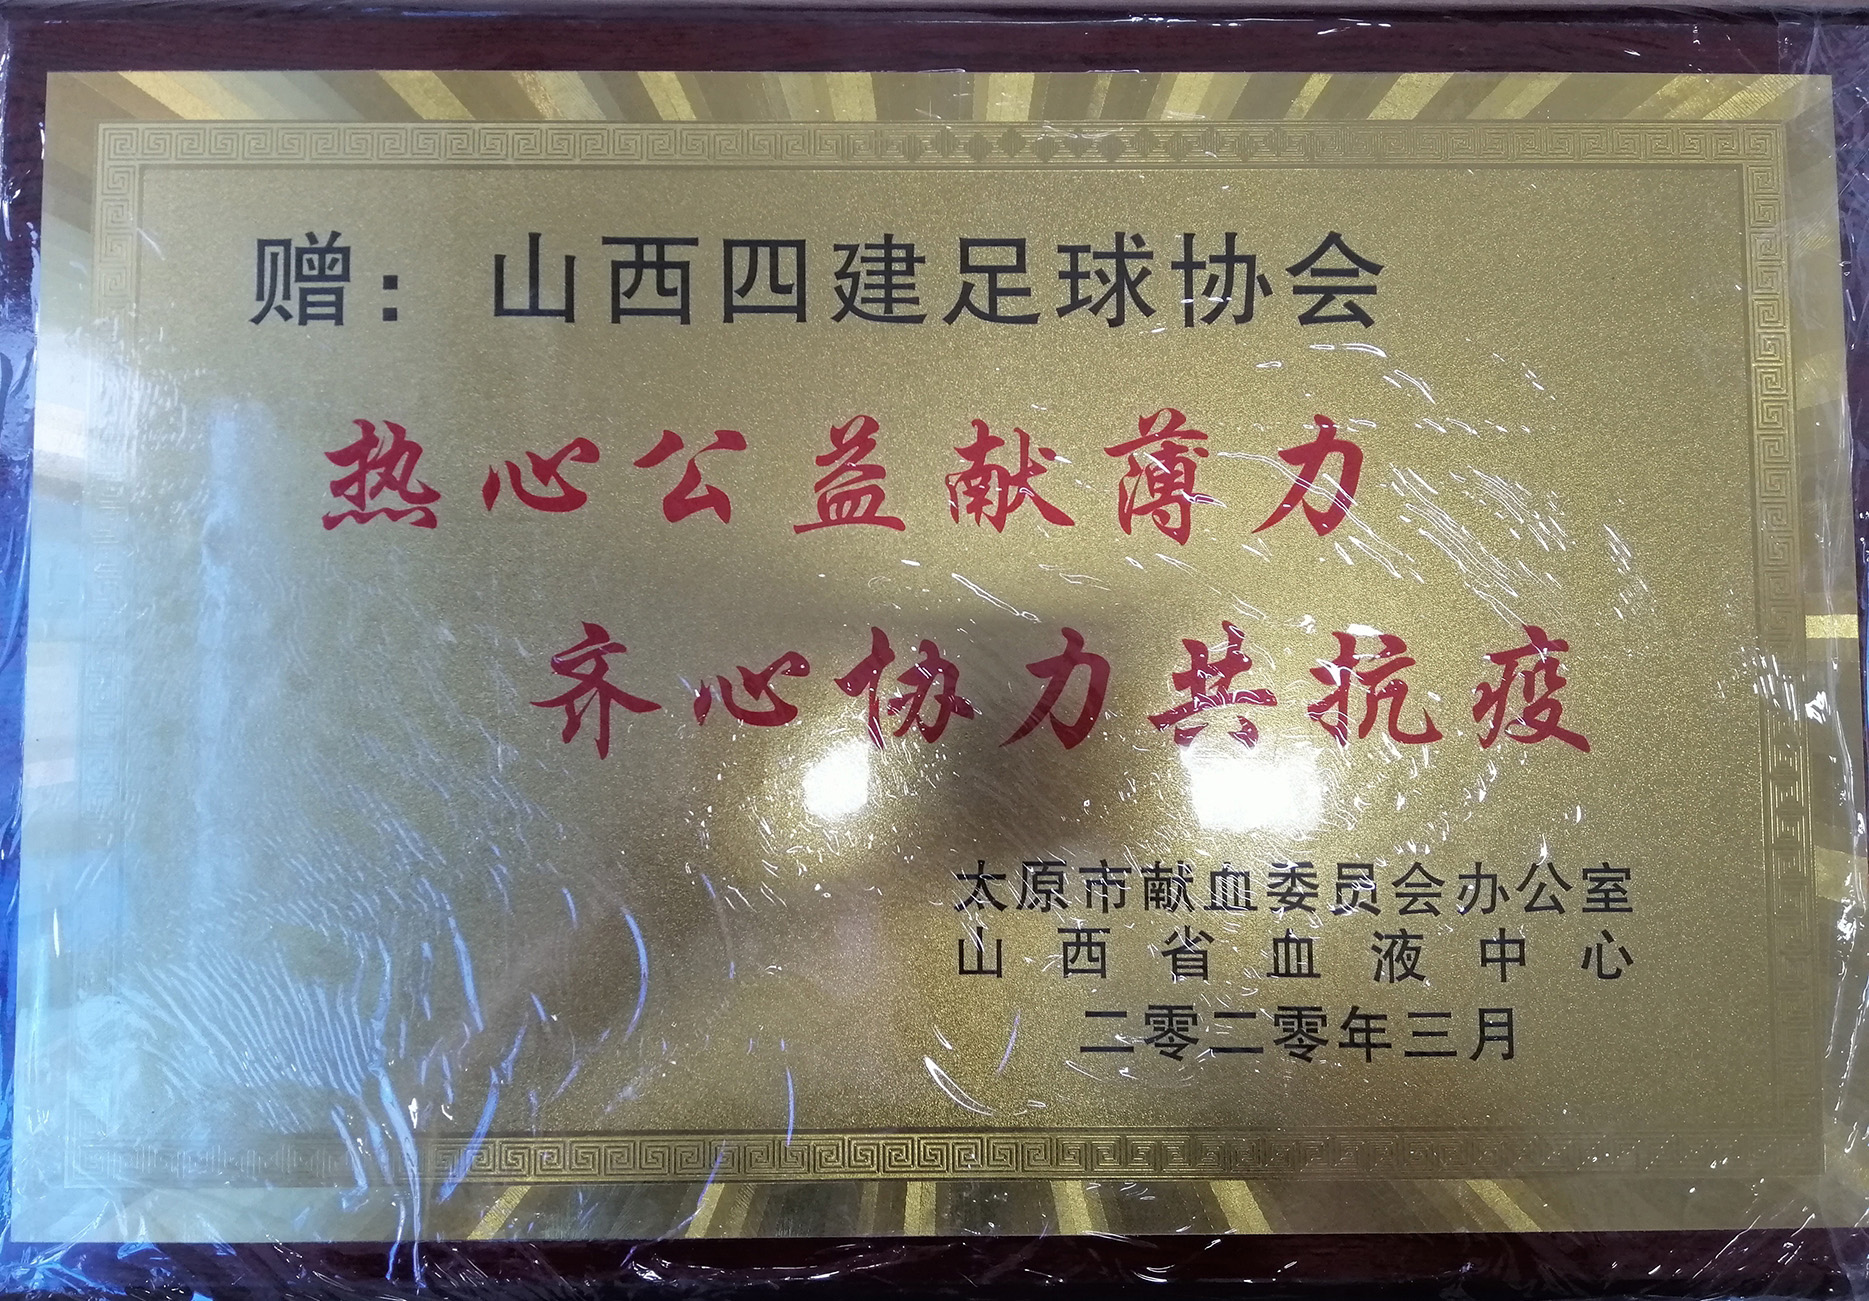 赠：山西四建足球协会
热心公益献薄力
齐心协力共抗疫
太原市献血委员会办公室
山西省血液中心
二零二零年三月